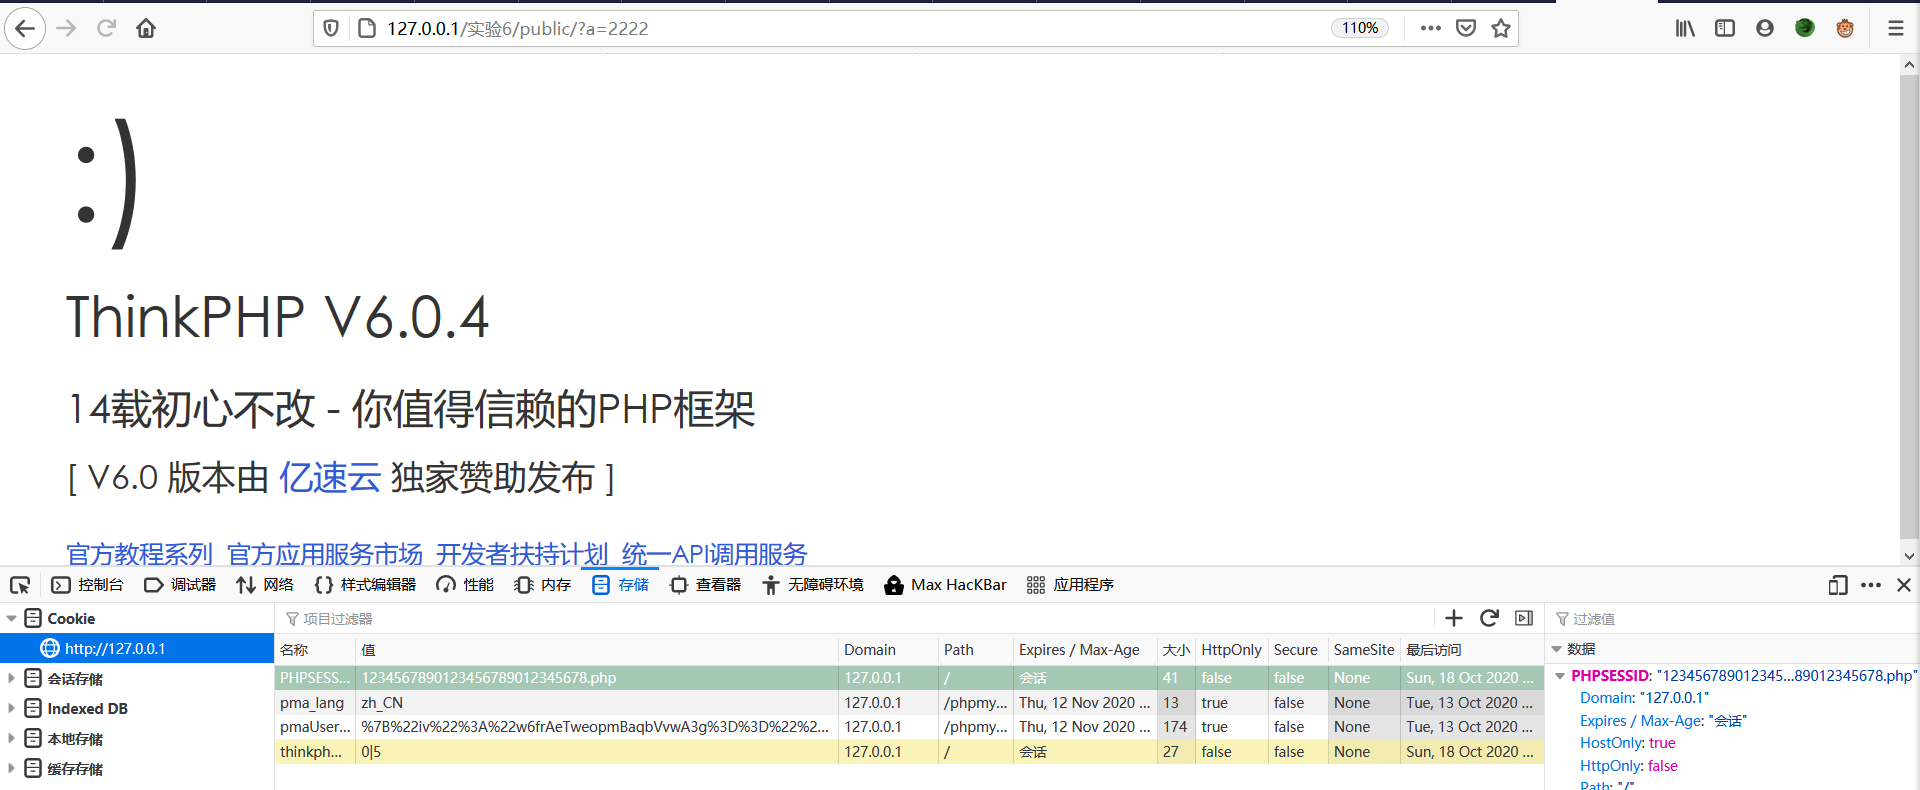 127.0.0.1/实验6/public/?a=2222
110%
:)
ThinkPHP V6.0.4
14载初心不改 - 你值得信赖的PHP框架
[ V6.0 版本由 亿速云 独家赞助发布 ]
官方教程系列 官方应用服务市场 开发者扶持计划 统一API调用服务
控制台 调试器 网络 样式编辑器 性能 内存 存储 查看器 无障碍环境 Max HacKBar 应用程序
Cookie
http://127.0.0.1
会话存储
Indexed DB
本地存储
缓存存储
项目过滤器
名称 值 Domain Path Expires / Max-Age 大小 HttpOnly Secure SameSite 最后访问
PHPSESS... 1234567890123456789012345678.php 127.0.0.1 / 会话 41 false false None Sun, 18 Oct 2020 ...
pma_lang zh_CN 127.0.0.1 /phpmy... Thu, 12 Nov 2020 ... 13 true false None Tue, 13 Oct 2020 ...
pmaUser... %7B%22iv%22%3A%22w6frAeTweopmBaqbVvwA3g%3D%3D%22%2... 127.0.0.1 /phpmy... Thu, 12 Nov 2020 ... 174 true false None Tue, 13 Oct 2020 ...
thinkph... 0|5 127.0.0.1 / 会话 27 false false None Sun, 18 Oct 2020 ...
过滤值
数据
PHPSESSID: "123456789012345...89012345678.php"
Domain: "127.0.0.1"
Expires / Max-Age: "会话"
HostOnly: true
HttpOnly: false
Path: "/"